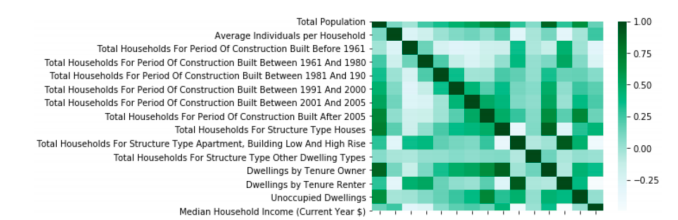 Total Population
Average Individuals per Household
Total Households For Period Of Construction Built Before 1961
Total Households For Period Of Construction Built Between 1961 And 1980
Total Households For Period Of Construction Built Between 1981 And 190
Total Households For Period Of Construction Built Between 1991 And 2000
Total Households For Period Of Construction Built Between 2001 And 2005
Total Households For Period Of Construction Built After 2005
Total Households For Structure Type Houses
Total Households For Structure Type Apartment, Building Low And High Rise
Total Households For Structure Type Other Dwelling Types
Dwellings by Tenure Owner
Dwellings by Tenure Renter
Unoccupied Dwellings
Median Household Income (Current Year $)
1.00
0.75
0.50
0.25
0.00
−0.25